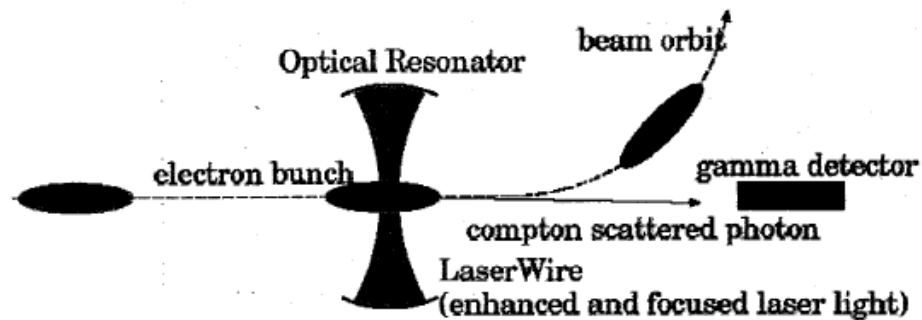 beam orbit
Optical Resonator
electron bunch
gamma detector
compton scattered photon
LaserWire
(enhanced and focused laser light)